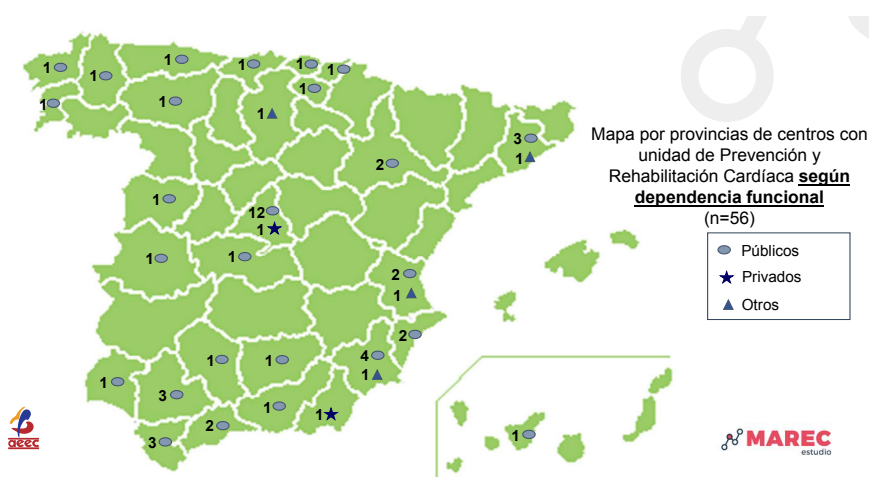 1 1 1 1 1
1 1 1
1
1
1
3
1
2
1
12
1
1 1
2
1
2
1 1 4
1
1 3
1 1
2
3
1
Mapa por provincias de centros con
unidad de Prevención y
Rehabilitación Cardíaca según
dependencia funcional
(n=56)
Públicos
Privados
Otros
aeec
MAREC
estudio